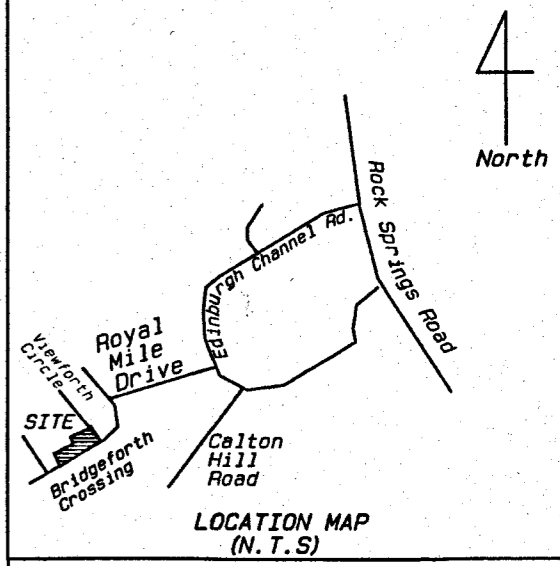 North
Rock Springs Road
Edinburgh Channel Rd.
Viewforth
Circle
Royal
Mile
Drive
SITE
Bridgeforth
Crossing
Calton
Hill
Road
LOCATION MAP
(N.T.S)